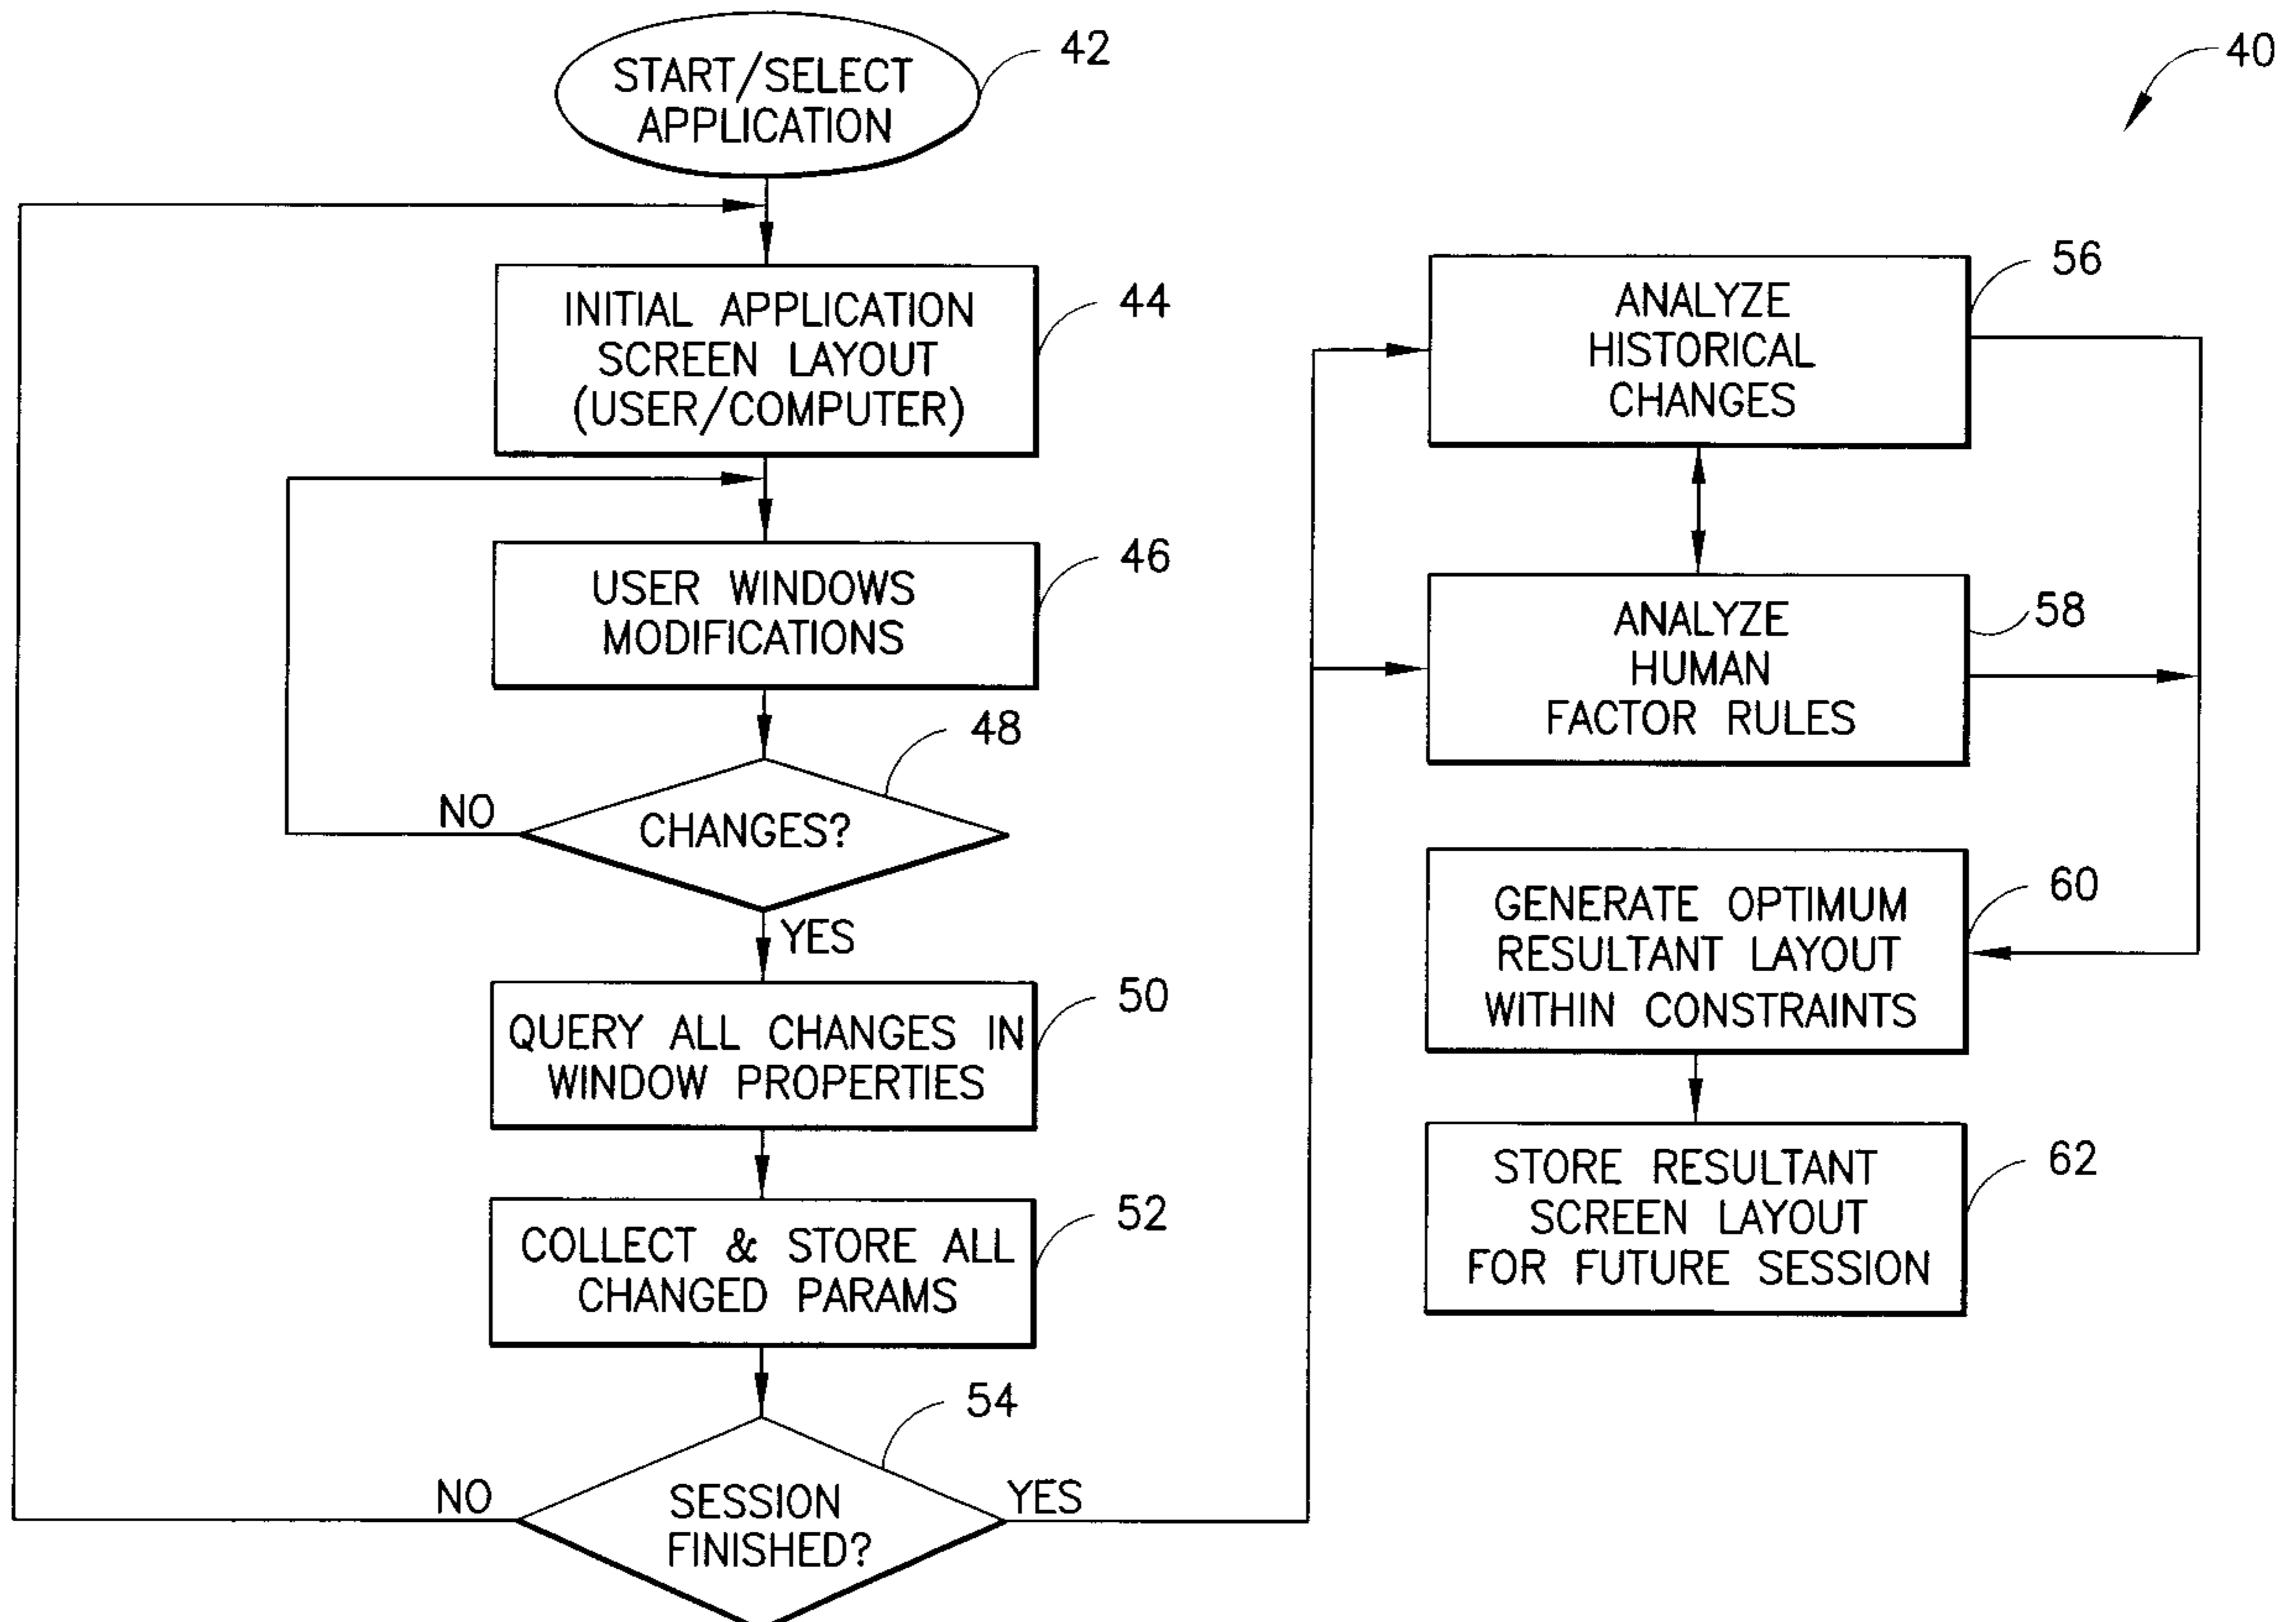 START/SELECT
APPLICATION
42
40
INITIAL APPLICATION
SCREEN LAYOUT
(USER/COMPUTER)
44
USER WINDOWS
MODIFICATIONS
46
CHANGES?
48
NO
YES
QUERY ALL CHANGES IN
WINDOW PROPERTIES
50
COLLECT & STORE ALL
CHANGED PARAMS
52
SESSION
FINISHED?
54
NO
YES
ANALYZE
HISTORICAL
CHANGES
56
ANALYZE
HUMAN
FACTOR RULES
58
GENERATE OPTIMUM
RESULTANT LAYOUT
WITHIN CONSTRAINTS
60
STORE RESULTANT
SCREEN LAYOUT
FOR FUTURE SESSION
62